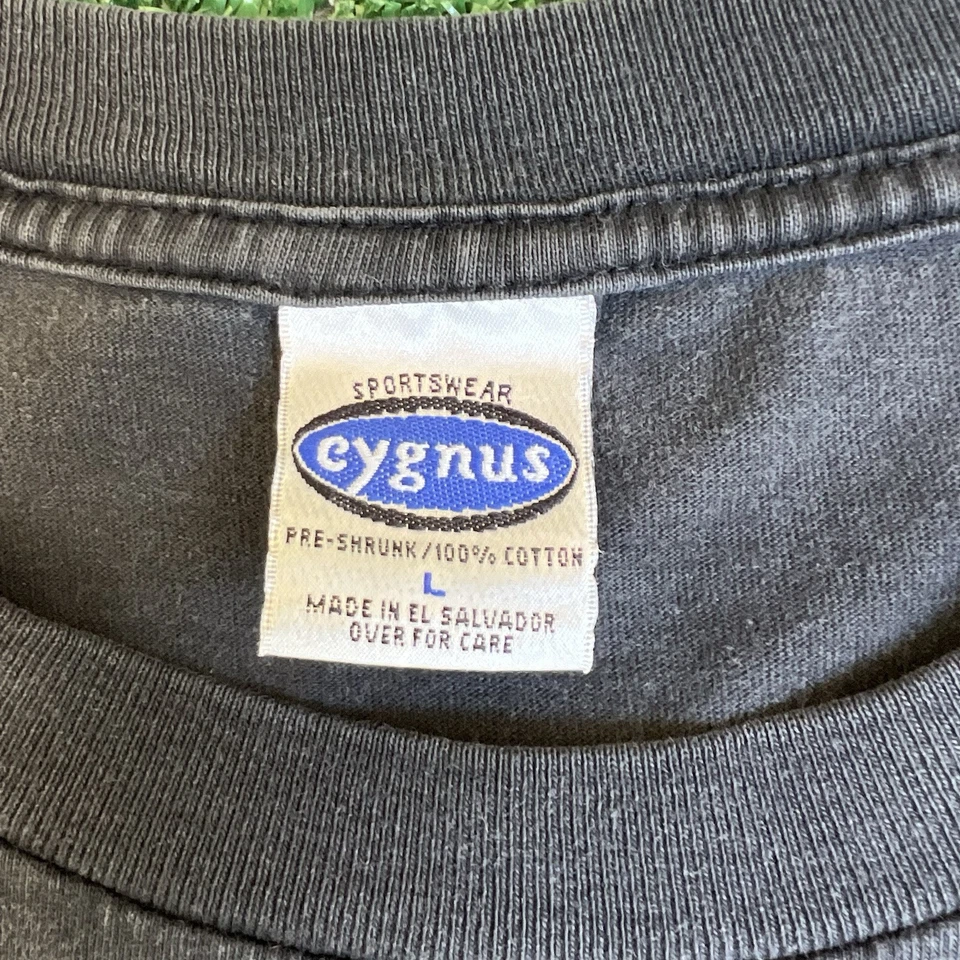 SPORTSWEAR
cygnus
PRE-SHRUNK/100% COTTON
L
MADE IN EL SALVADOR
OVER FOR CARE